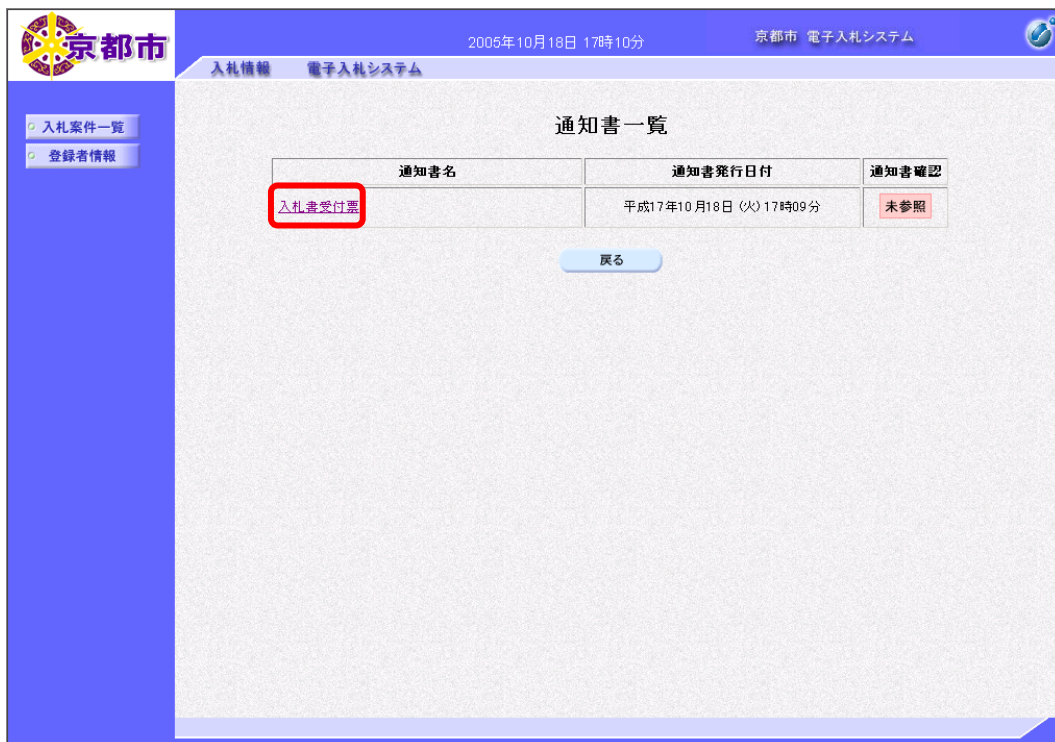 京都市
2005年10月18日 17時10分
京都市 電子入札システム
入札情報 電子入札システム
入札案件一覧
登録者情報
通知書一覧
通知書名 通知書発行日付 通知書確認
入札書受付票 平成17年10月18日 (火) 17時09分 未参照
戻る